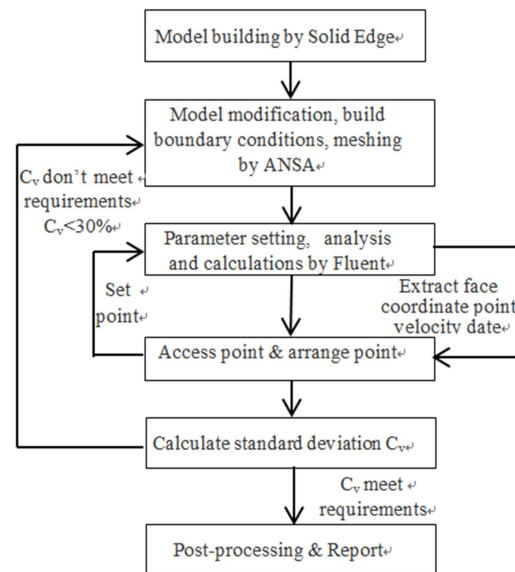 Model building by Solid Edge↵
Model modification, build↵
boundary conditions, meshing
by ANSA↵
Cv don't meet↵
requirements↵
Cv<30%↵
Parameter setting, analysis
and calculations by Fluent↵
Set↵
point↵
Extract face
coordinate point
velocity date↵
Access point & arrange point↵
Calculate standard deviation Cv↵
Cv meet↵
requirements↵
Post-processing & Report↵